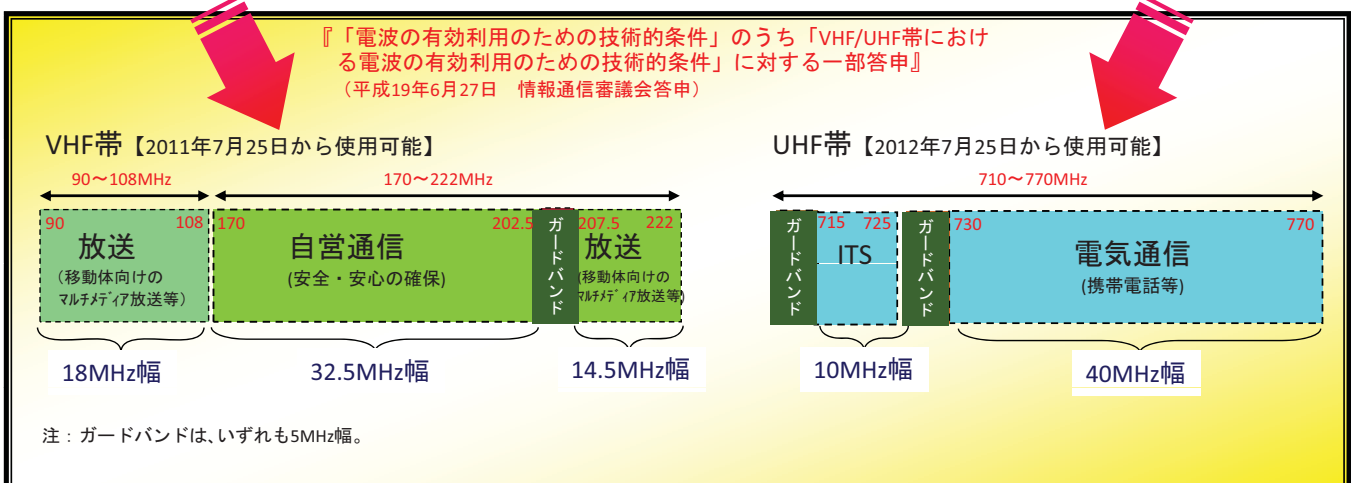 『「電波の有効利用のための技術的条件」のうち「VHF/UHF帯におけ
る電波の有効利用のための技術的条件」に対する一部答申』
（平成19年6月27日　情報通信審議会答申）
VHF帯【2011年7月25日から使用可能】
90～108MHz
170～222MHz
90
108
放送
（移動体向けの
マルチメディア放送等）
170
202.5
自営通信
(安全・安心の確保)
ガードバンド
207.5
222
放送
(移動体向けの
マルチメディア放送等)
18MHz幅
32.5MHz幅
14.5MHz幅
UHF帯【2012年7月25日から使用可能】
710～770MHz
ガードバンド
715
725
ITS
ガードバンド
730
770
電気通信
(携帯電話等)
10MHz幅
40MHz幅
注：ガードバンドは、いずれも5MHz幅。